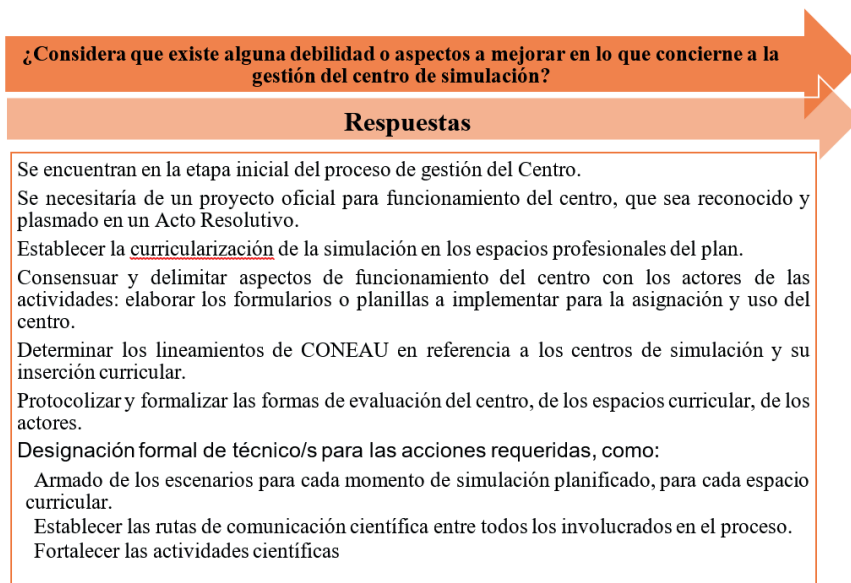 ¿Considera que existe alguna debilidad o aspectos a mejorar en lo que concierne a la
gestión del centro de simulación?
Respuestas
Se encuentran en la etapa inicial del proceso de gestión del Centro.
Se necesitaría de un proyecto oficial para funcionamiento del centro, que sea reconocido y
plasmado en un Acto Resolutivo.
Establecer la curricularización de la simulación en los espacios profesionales del plan.
Consensuar y delimitar aspectos de funcionamiento del centro con los actores de las
actividades: elaborar los formularios o planillas a implementar para la asignación y uso del
centro.
Determinar los lineamientos de CONEAU en referencia a los centros de simulación y su
inserción curricular.
Protocolizar y formalizar las formas de evaluación del centro, de los espacios curricular, de los
actores.
Designación formal de técnico/s para las acciones requeridas, como:
Armado de los escenarios para cada momento de simulación planificado, para cada espacio
curricular.
Establecer las rutas de comunicación científica entre todos los involucrados en el proceso.
Fortalecer las actividades científicas